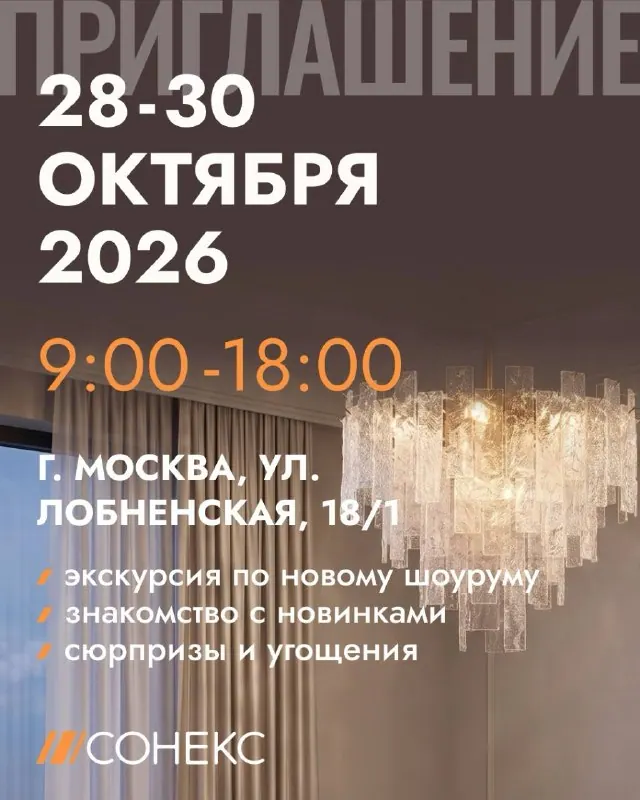 ПРИГЛАШЕНИЕ
28-30
ОКТЯБРЯ
2026
9:00-18:00
Г. МОСКВА, УЛ.
ЛОБНЕНСКАЯ, 18/1
экскурсия по новому шоуруму
знакомство с новинками
сюрпризы и угощения
СОНЕКС